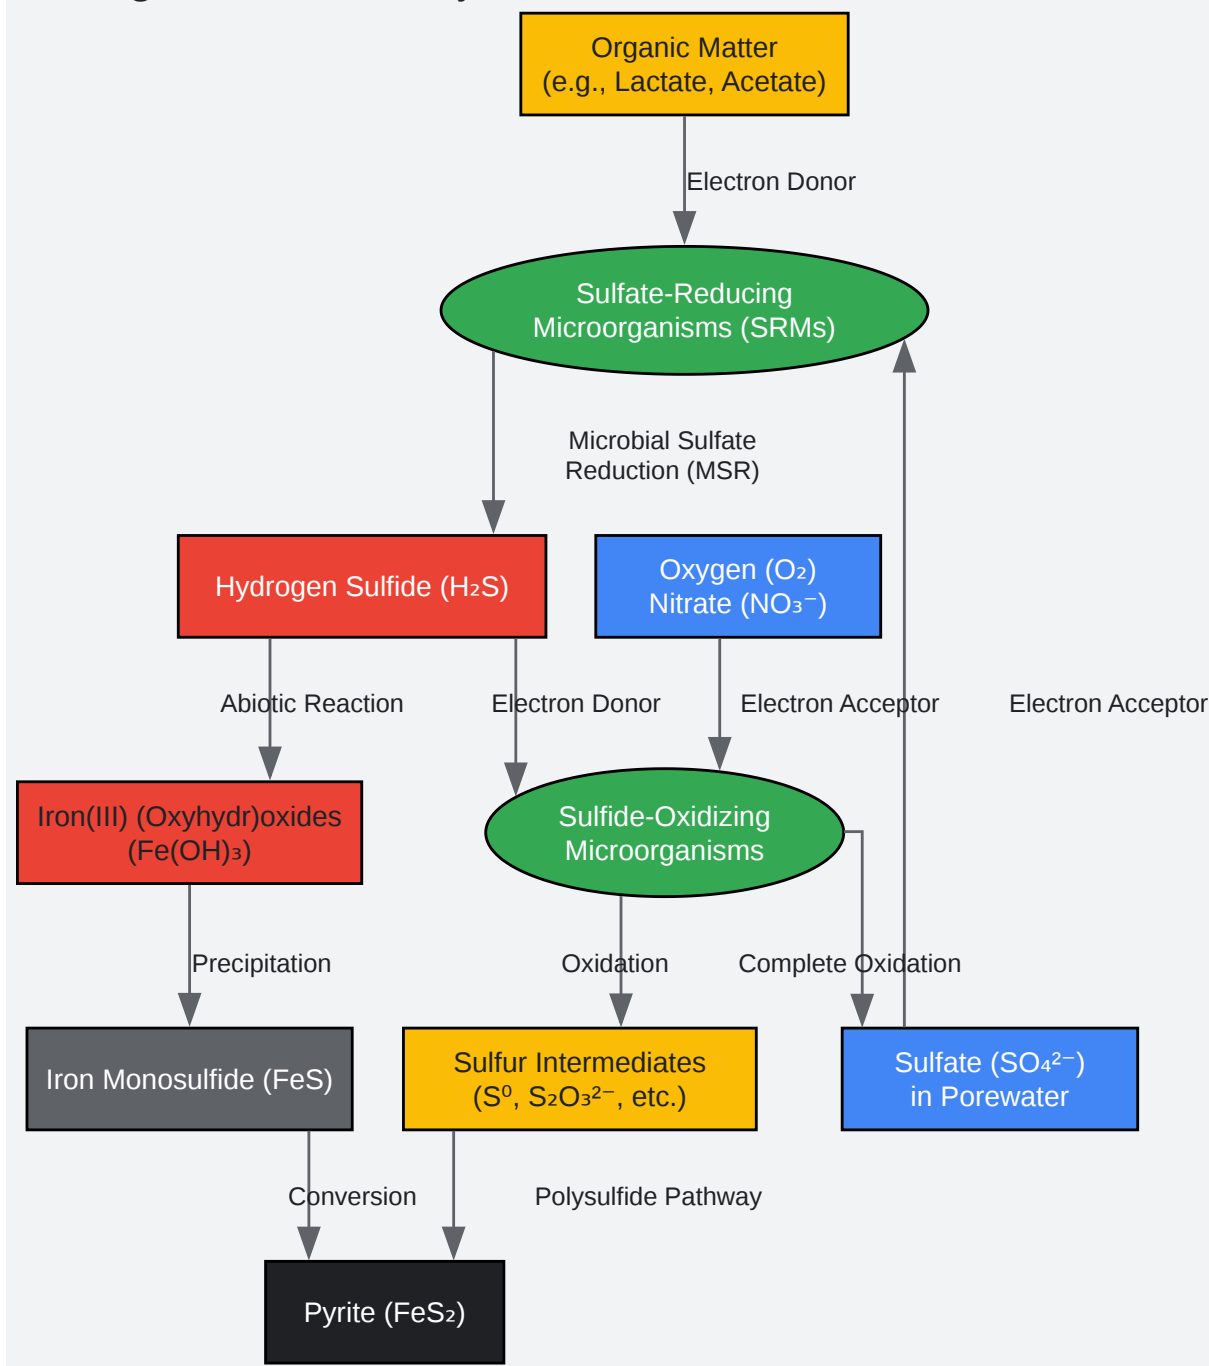 Organic Matter
(e.g., Lactate, Acetate)
Electron Donor
Sulfate-Reducing
Microorganisms (SRMs)
Microbial Sulfate
Reduction (MSR)
Hydrogen Sulfide (H₂S)
Oxygen (O₂)
Nitrate (NO₃⁻)
Abiotic Reaction
Electron Donor
Electron Acceptor
Electron Acceptor
Iron(III) (Oxyhydr)oxides
(Fe(OH)₃)
Sulfide-Oxidizing
Microorganisms
Precipitation
Oxidation
Complete Oxidation
Iron Monosulfide (FeS)
Sulfur Intermediates
(S⁰, S₂O₃²⁻, etc.)
Sulfate (SO₄²⁻)
in Porewater
Conversion
Polysulfide Pathway
Pyrite (FeS₂)